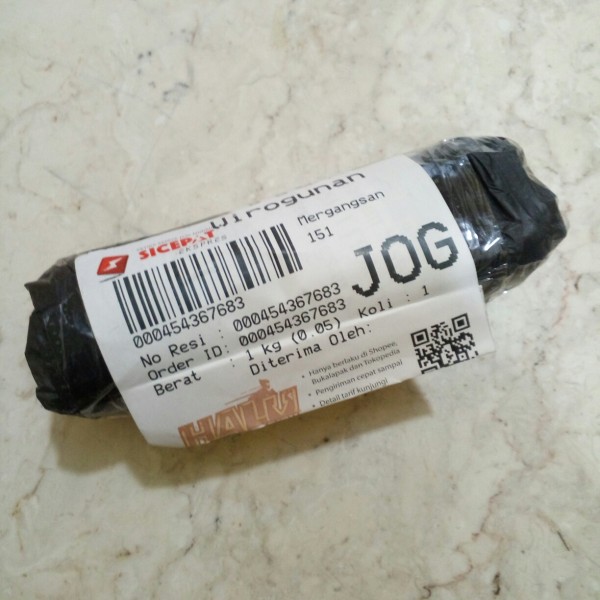 Wirogunan
SICEPAT
EKSPRES
Mergangsan
151
JOG
000454367683
No Resi : 000454367683
Order ID: 000454367683
Berat : 1 kg (0.05) Koli : 1
Diterima Oleh:
HALU
• Hanya berlaku di Shopee,
Bukalapak dan Tokopedia
• Pengiriman cepat sampai
• Detail tarif kunjungi